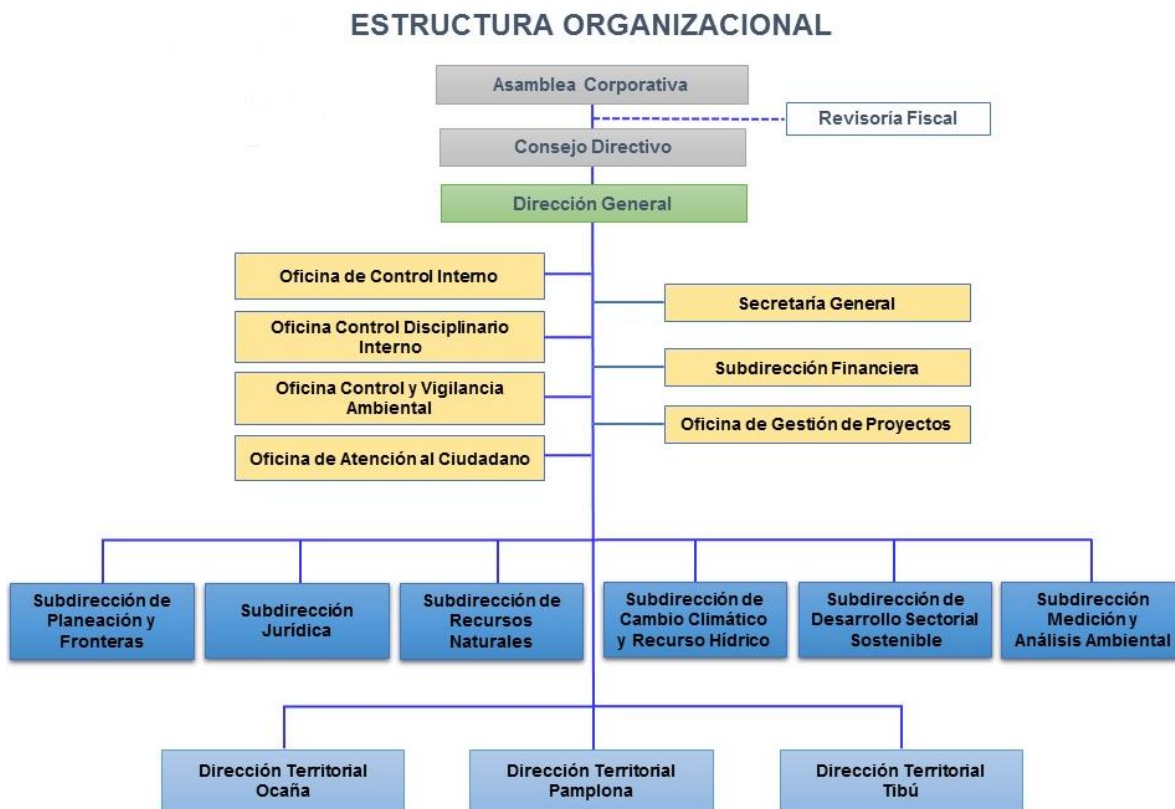 ESTRUCTURA ORGANIZACIONAL
Asamblea Corporativa
Revisoría Fiscal
Consejo Directivo
Dirección General
Oficina de Control Interno
Secretaría General
Oficina Control Disciplinario
Interno
Subdirección Financiera
Oficina Control y Vigilancia
Ambiental
Oficina de Gestión de Proyectos
Oficina de Atención al Ciudadano
Subdirección de
Planeación y
Fronteras
Subdirección
Jurídica
Subdirección de
Recursos
Naturales
Subdirección de
Cambio Climático
y Recurso Hídrico
Subdirección de
Desarrollo Sectorial
Sostenible
Subdirección
Medición y
Análisis Ambiental
Dirección Territorial
Ocaña
Dirección Territorial
Pamplona
Dirección Territorial
Tibú